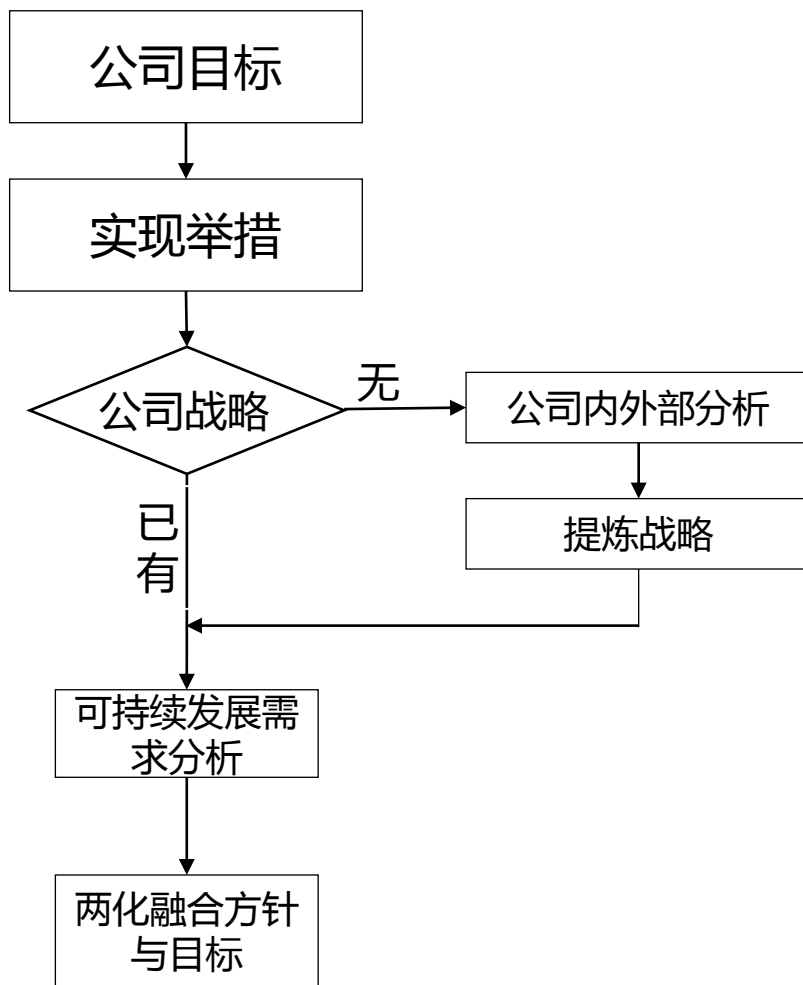 公司目标
实现举措
公司战略
无
公司内外部分析
提炼战略
已
有
可持续发展需
求分析
两化融合方针
与目标